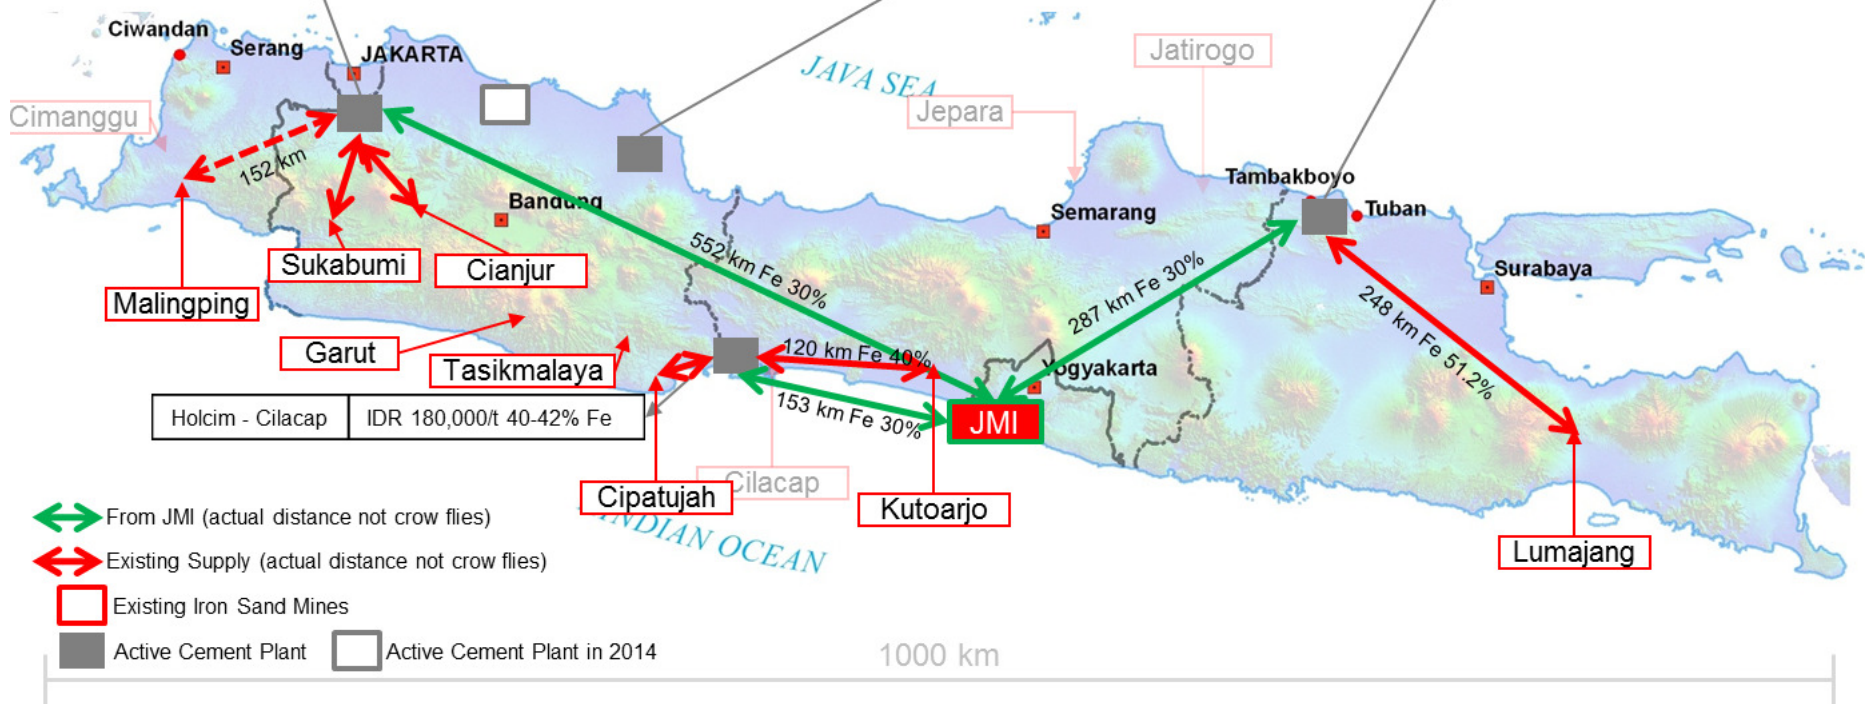 Ciwandan
Serang
JAKARTA
Cimanggu
152 km
Bandung
Sukabumi
Cianjur
Malingping
Garut
Tasikmalaya
JAVA SEA
Jepara
Jatirogo
Semarang
Tambakboyo
Tuban
Surabaya
552 km Fe 30%
287 km Fe 30%
248 km Fe 51.2%
120 km Fe 40%
153 km Fe 30%
Yogyakarta
JMI
Holcim - Cilacap IDR 180,000/t 40-42% Fe
Cipatujah
Cilacap
Kutoarjo
Lumajang
INDIAN OCEAN
From JMI (actual distance not crow flies)
Existing Supply (actual distance not crow flies)
Existing Iron Sand Mines
Active Cement Plant
Active Cement Plant in 2014
1000 km